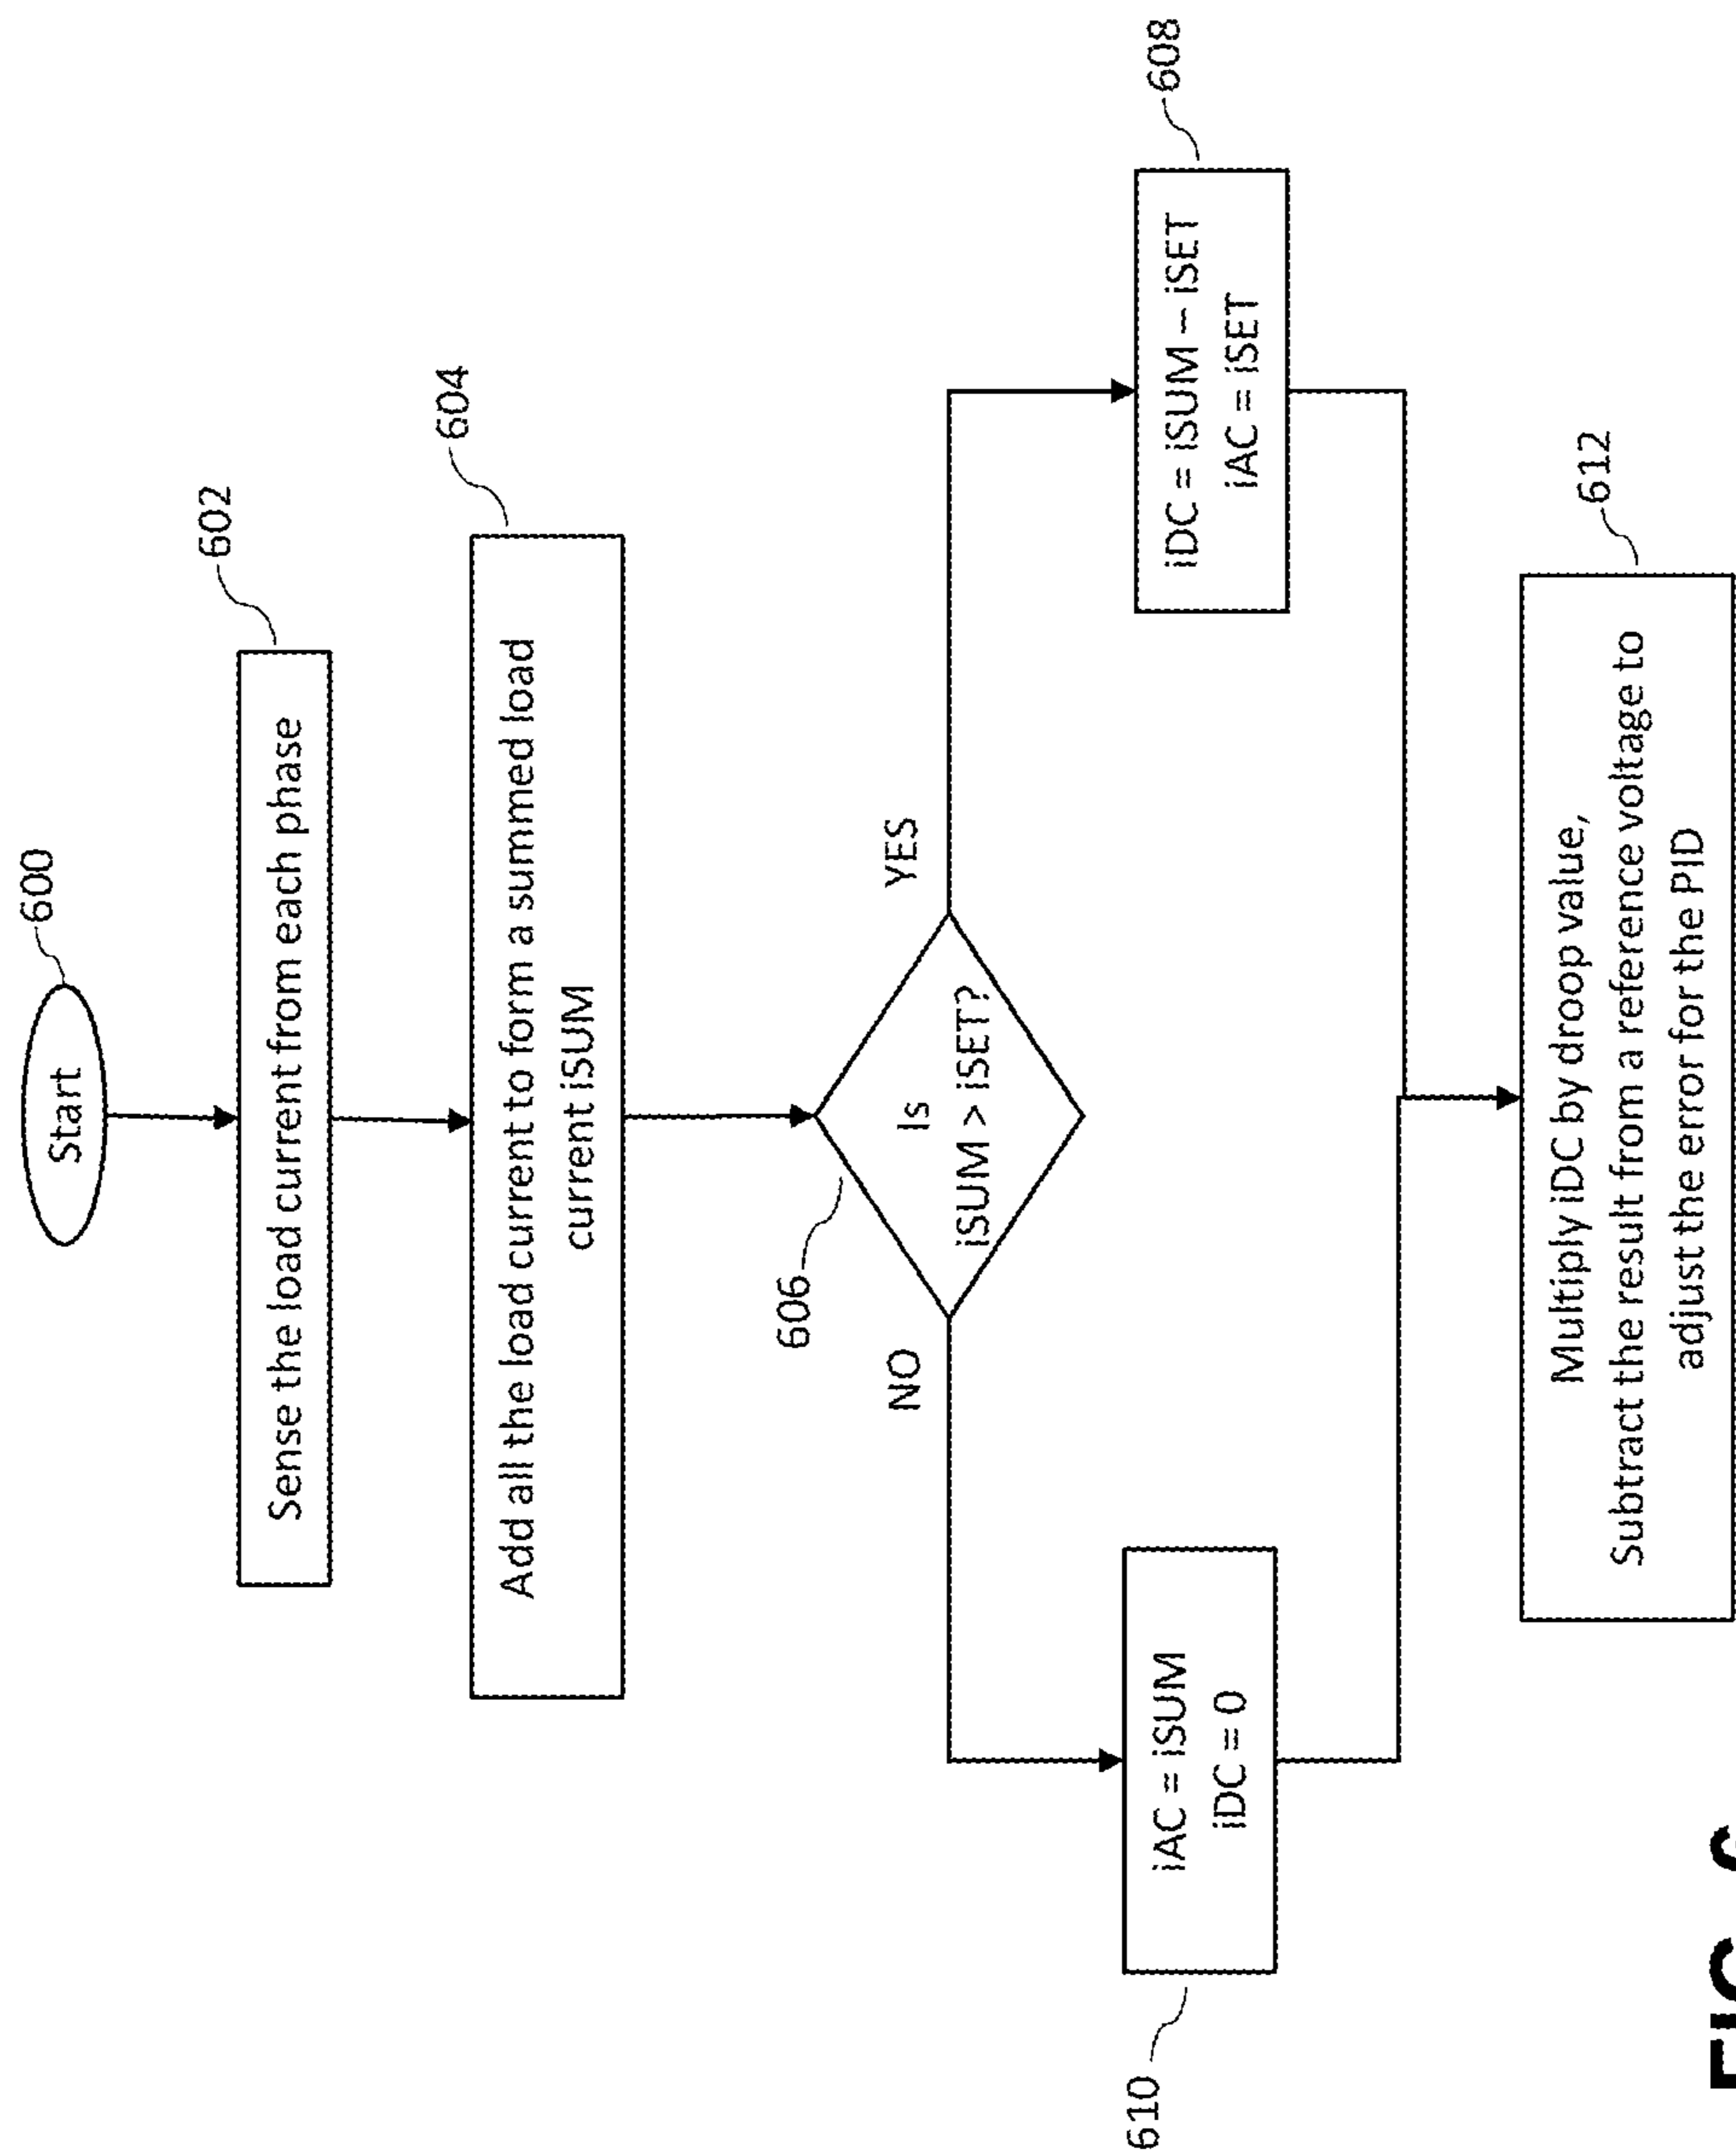 Start
600
Sense the load current from each phase
602
Add all the load current to form a summed load
current iSUM
604
606
Is
iSUM > iSET?
NO
YES
610
iAC = iSUM
iDC = 0
iDC = iSUM – iSET
iAC = iSET
608
Multiply iDC by droop value,
Subtract the result from a reference voltage to
adjust the error for the PID
612
FIG.